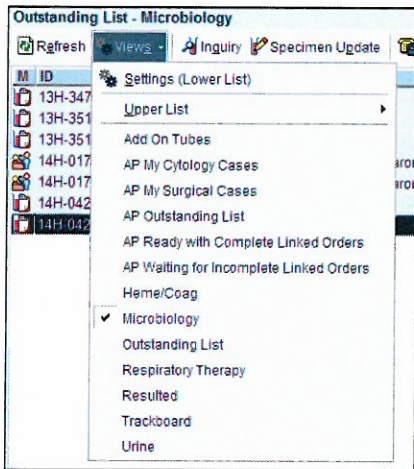 Outstanding List - Microbiology
Refresh Views Inquiry Specimen Update
M ID
Settings (Lower List)
13H-347
13H-351
Upper List
13H-351
Add On Tubes
14H-017
AP My Cytology Cases
14H-017
AP My Surgical Cases
14H-042
AP Outstanding List
14H-042
AP Ready with Complete Linked Orders
AP Waiting for Incomplete Linked Orders
Heme/Coag
Microbiology
Outstanding List
Respiratory Therapy
Resulted
Trackboard
Urine